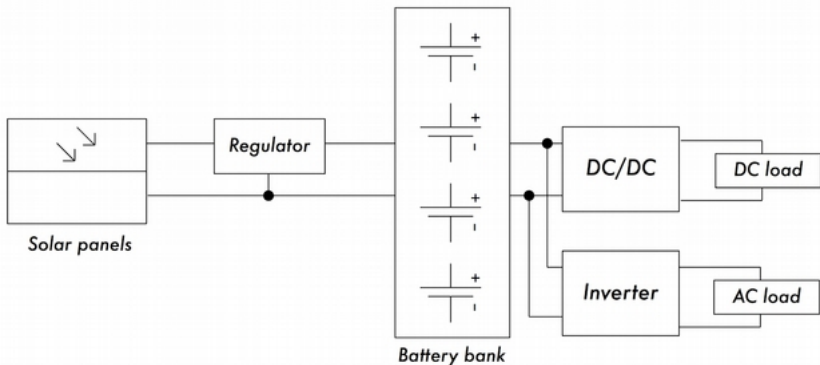 Solar panels
Regulator
+
-
+
-
+
-
+
-
Battery bank
DC/DC
DC load
Inverter
AC load